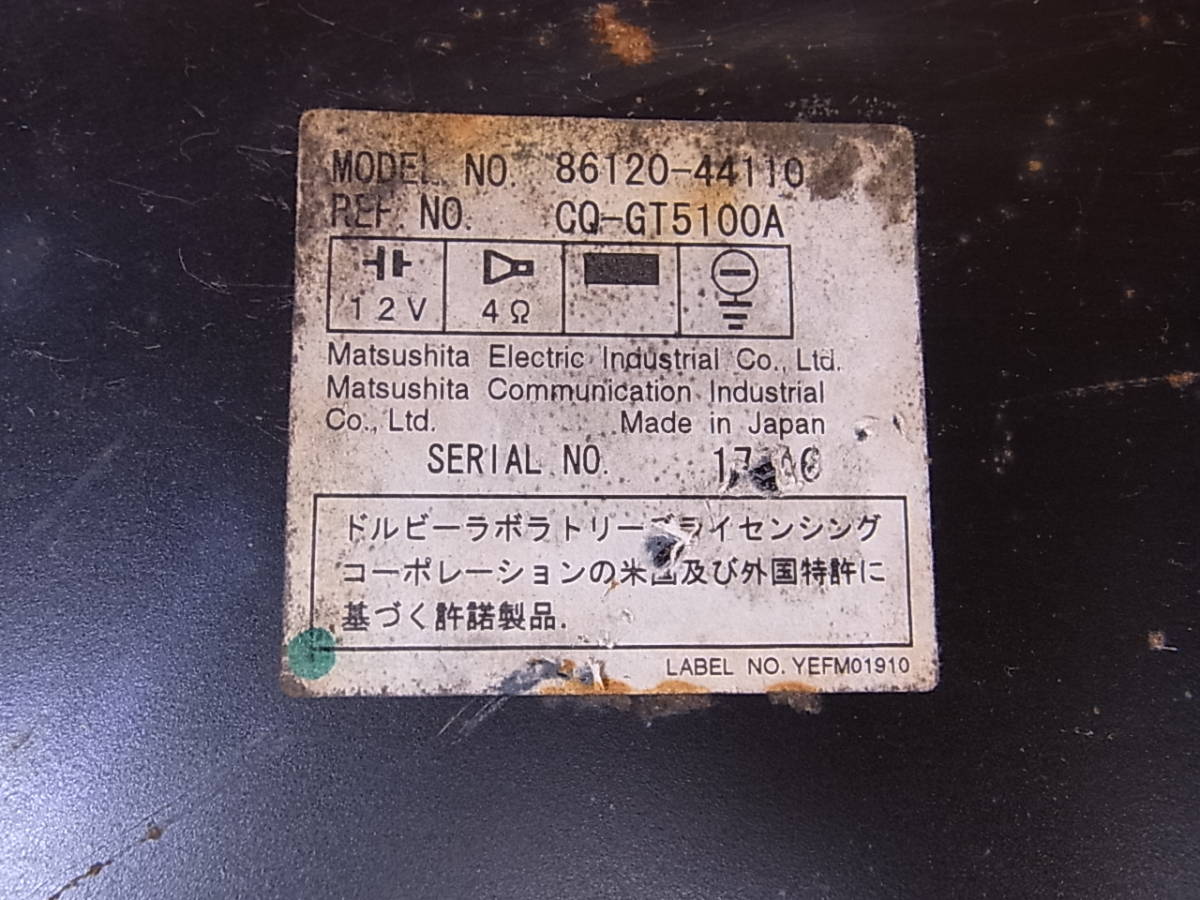 MODEL NO. 86120-44110
REF. NO. CQ-GT5100A
12V 4Ω
Matsushita Electric Industrial Co., Ltd.
Matsushita Communication Industrial
Co., Ltd. Made in Japan
SERIAL NO.
ドルビーラボラトリーズライセンシング
コーポレーションの米国及び外国特許に
基づく許諾製品.
LABEL NO. YEFM01910